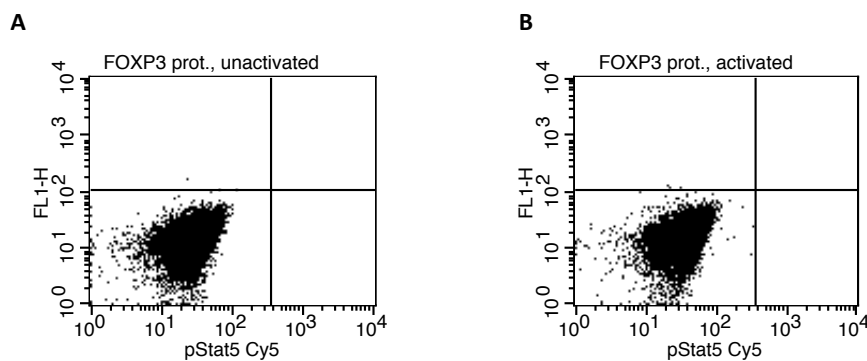 A
FOXP3 prot., unactivated
FL1-H
10^4
10^3
10^2
10^1
10^0
10^0 10^1 10^2 10^3 10^4
pStat5 Cy5
B
FOXP3 prot., activated
FL1-H
10^4
10^3
10^2
10^1
10^0
10^0 10^1 10^2 10^3 10^4
pStat5 Cy5